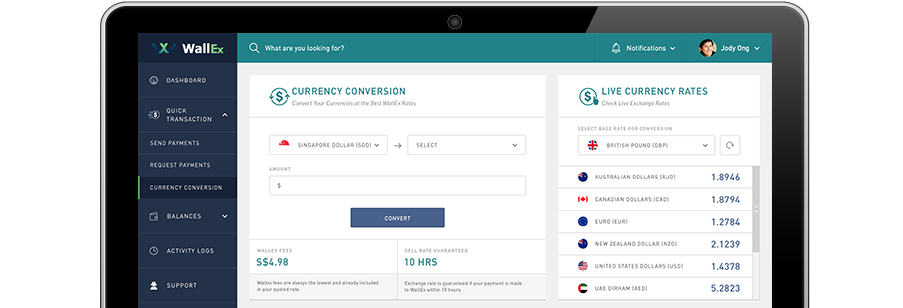 WallEx
What are you looking for?
Notifications
Jody Ong
DASHBOARD
QUICK
TRANSACTION
SEND PAYMENTS
REQUEST PAYMENTS
CURRENCY CONVERSION
BALANCES
ACTIVITY LOGS
SUPPORT
CURRENCY CONVERSION
Convert Your Currencies at the Best WallEx Rates
SINGAPORE DOLLAR (SGD)
SELECT
AMOUNT
$
CONVERT
WALLEX FEES
S$4.98
Wallex fees are always the lowest and already included
in your quoted rate.
SELL RATE GUARANTEED
10 HRS
Exchange rate is guaranteed if your payment is made
to WallEx within 10 hours.
LIVE CURRENCY RATES
Check Live Exchange Rates
SELECT BASE RATE FOR CONVERSION
BRITISH POUND (GBP)
AUSTRALIAN DOLLARS (AUD) 1.8946
CANADIAN DOLLARS (CAD) 1.8794
EURO (EUR) 1.2784
NEW ZEALAND DOLLAR (NZD) 2.1239
UNITED STATES DOLLARS (USD) 1.4378
UAE DIRHAM (AED) 5.2823